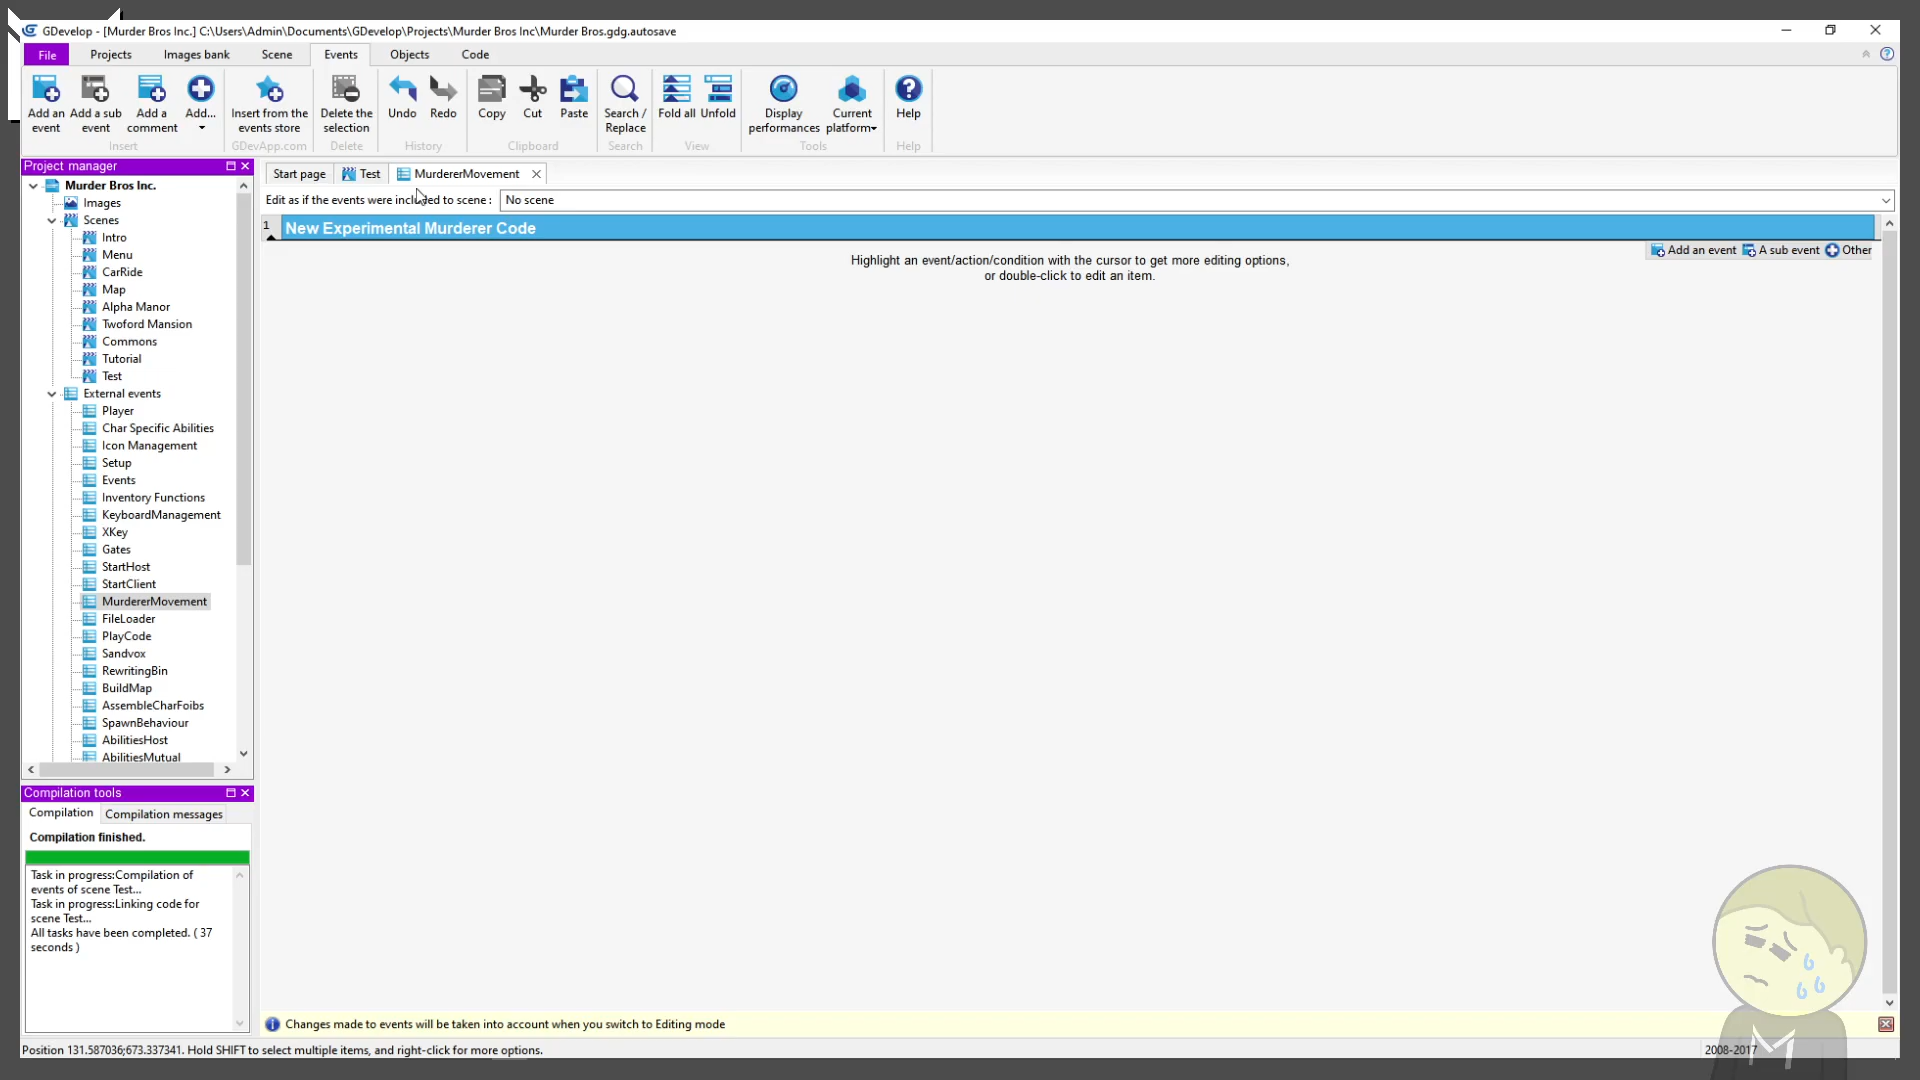 GDevelop - [Murder Bros Inc.] C:\Users\Admin\Documents\GDevelop\Projects\Murder Bros Inc\Murder Bros.gdg.autosave
File Projects Images bank Scene Events Objects Code
Add an event
Add a sub event
Add a comment
Add...
Insert
Insert from the events store
GDevApp.com
Delete the selection
Delete
Undo
Redo
History
Copy
Cut
Paste
Clipboard
Search / Replace
Search
Fold all
Unfold
View
Display performances
Current platform
Tools
Help
Help
Project manager
Murder Bros Inc.
Images
Scenes
Intro
Menu
CarRide
Map
Alpha Manor
Twoford Mansion
Commons
Tutorial
Test
External events
Player
Char Specific Abilities
Icon Management
Setup
Events
Inventory Functions
KeyboardManagement
XKey
Gates
StartHost
StartClient
MurdererMovement
FileLoader
PlayCode
Sandvox
RewritingBin
BuildMap
AssembleCharFoibs
SpawnBehaviour
AbilitiesHost
AbilitiesMutual
Compilation tools
Compilation Compilation messages
Compilation finished.
Task in progress:Compilation of
events of scene Test...
Task in progress:Linking code for
scene Test...
All tasks have been completed. ( 37
seconds )
Start page Test MurdererMovement
Edit as if the events were included to scene : No scene
1 New Experimental Murderer Code
Add an event A sub event Other
Highlight an event/action/condition with the cursor to get more editing options,
or double-click to edit an item.
Changes made to events will be taken into account when you switch to Editing mode
Position 131.587036;673.337341. Hold SHIFT to select multiple items, and right-click for more options.
2008-2017